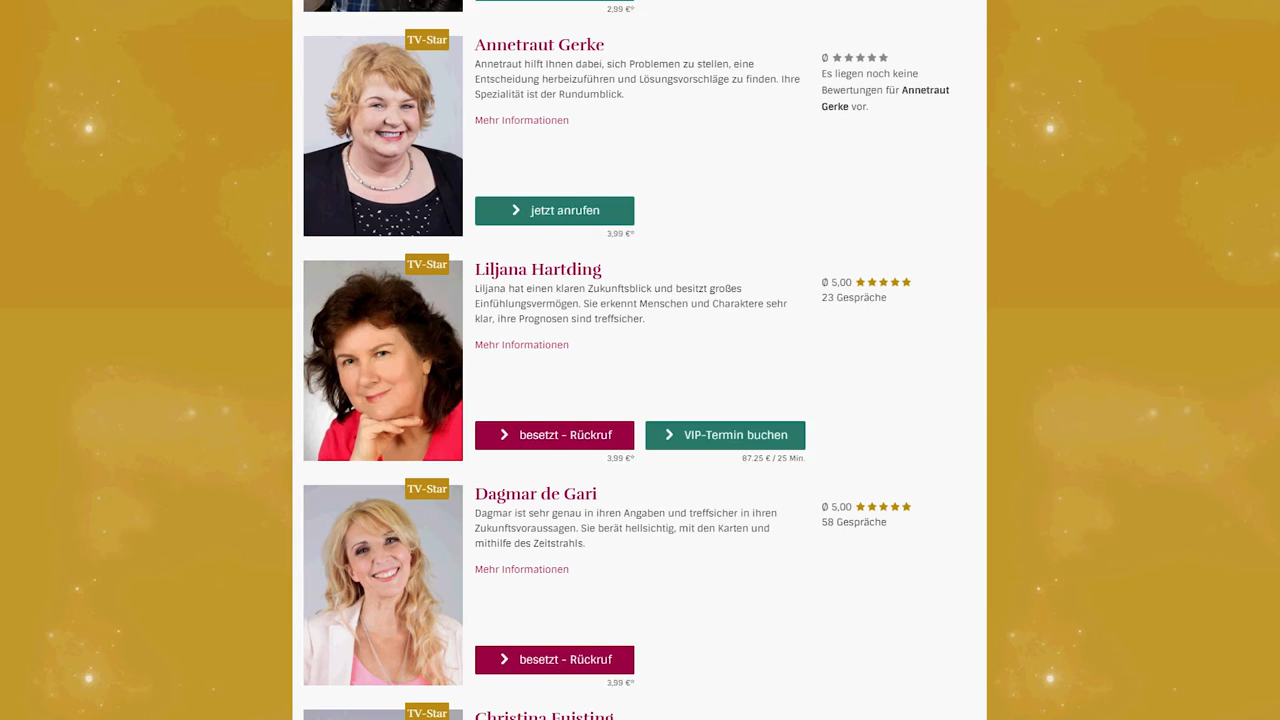 2,99 €*
TV-Star
Annetraut Gerke
Annetraut hilft Ihnen dabei, sich Problemen zu stellen, eine
Entscheidung herbeizuführen und Lösungsvorschläge zu finden. Ihre
Spezialität ist der Rundumblick.
Mehr Informationen
jetzt anrufen
3,99 €*
Ø
Es liegen noch keine
Bewertungen für Annetraut
Gerke vor.
TV-Star
Liljana Hartding
Liljana hat einen klaren Zukunftsblick und besitzt großes
Einfühlungsvermögen. Sie erkennt Menschen und Charaktere sehr
klar, ihre Prognosen sind treffsicher.
Mehr Informationen
besetzt - Rückruf
3,99 €*
VIP-Termin buchen
87.25 € / 25 Min.
Ø 5,00
23 Gespräche
TV-Star
Dagmar de Gari
Dagmar ist sehr genau in ihren Angaben und treffsicher in ihren
Zukunftsvoraussagen. Sie berät hellsichtig, mit den Karten und
mithilfe des Zeitstrahls.
Mehr Informationen
besetzt - Rückruf
3,99 €*
Ø 5,00
58 Gespräche
TV-Star
Christina Fuisting